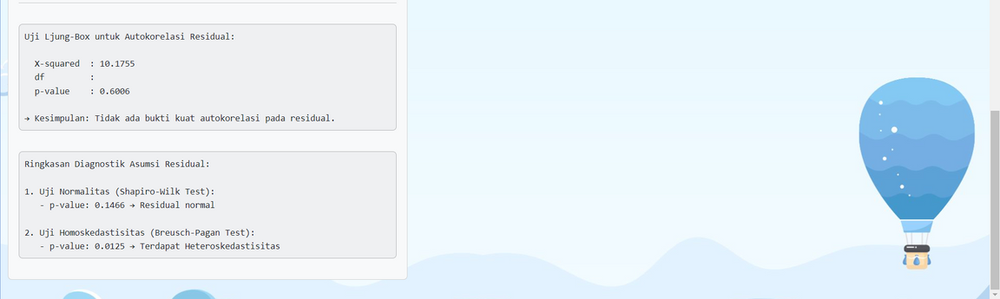 Uji Ljung-Box untuk Autokorelasi Residual:
X-squared : 10.1755
df :
p-value : 0.6006
→ Kesimpulan: Tidak ada bukti kuat autokorelasi pada residual.
Ringkasan Diagnostik Asumsi Residual:
1. Uji Normalitas (Shapiro-Wilk Test):
- p-value: 0.1466 → Residual normal
2. Uji Homoskedastisitas (Breusch-Pagan Test):
- p-value: 0.0125 → Terdapat Heteroskedastisitas